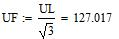 UF := UL/√3 = 127.017